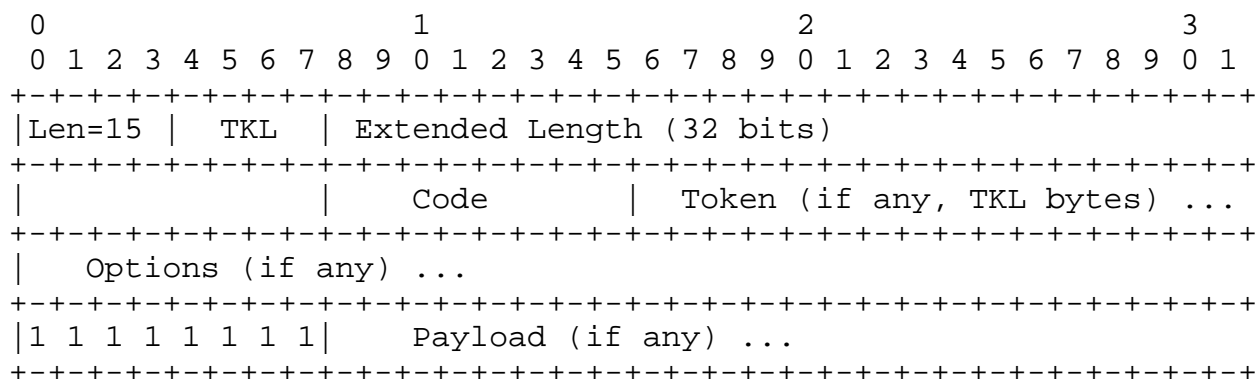 0                   1                   2                   3
 0 1 2 3 4 5 6 7 8 9 0 1 2 3 4 5 6 7 8 9 0 1 2 3 4 5 6 7 8 9 0 1
+-+-+-+-+-+-+-+-+-+-+-+-+-+-+-+-+-+-+-+-+-+-+-+-+-+-+-+-+-+-+-+-+
|Len=15 |  TKL  | Extended Length (32 bits)
+-+-+-+-+-+-+-+-+-+-+-+-+-+-+-+-+-+-+-+-+-+-+-+-+-+-+-+-+-+-+-+-+
|               |    Code       |  Token (if any, TKL bytes) ...
+-+-+-+-+-+-+-+-+-+-+-+-+-+-+-+-+-+-+-+-+-+-+-+-+-+-+-+-+-+-+-+-+
|   Options (if any) ...
+-+-+-+-+-+-+-+-+-+-+-+-+-+-+-+-+-+-+-+-+-+-+-+-+-+-+-+-+-+-+-+-+
|1 1 1 1 1 1 1 1|    Payload (if any) ...
+-+-+-+-+-+-+-+-+-+-+-+-+-+-+-+-+-+-+-+-+-+-+-+-+-+-+-+-+-+-+-+-+